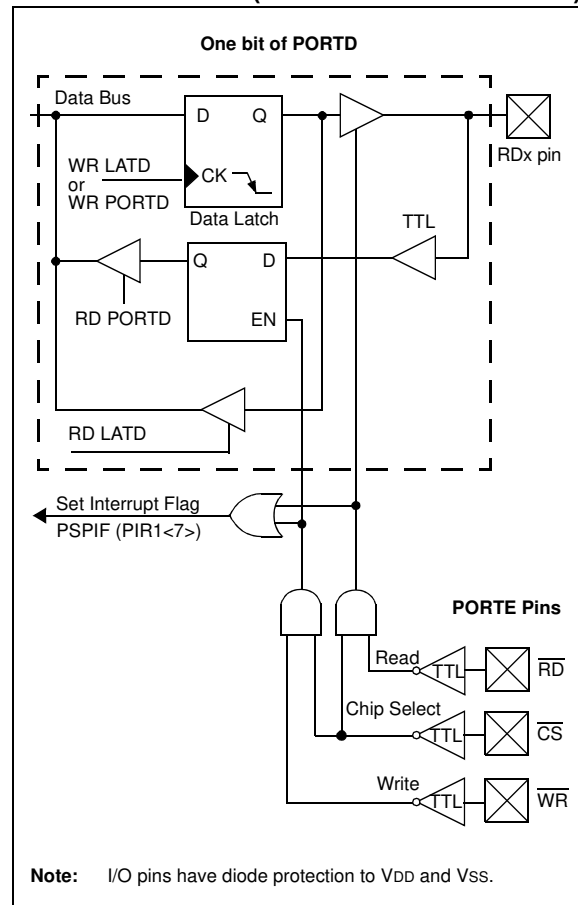 One bit of PORTD
Data Bus
D Q
RDx pin
WR LATD
or
WR PORTD
CK
Data Latch
TTL
Q D
RD PORTD
EN
RD LATD
Set Interrupt Flag
PSPIF (PIR1<7>)
PORTE Pins
Read
TTL
RD
Chip Select
TTL
CS
Write
TTL
WR
Note: I/O pins have diode protection to VDD and VSS.